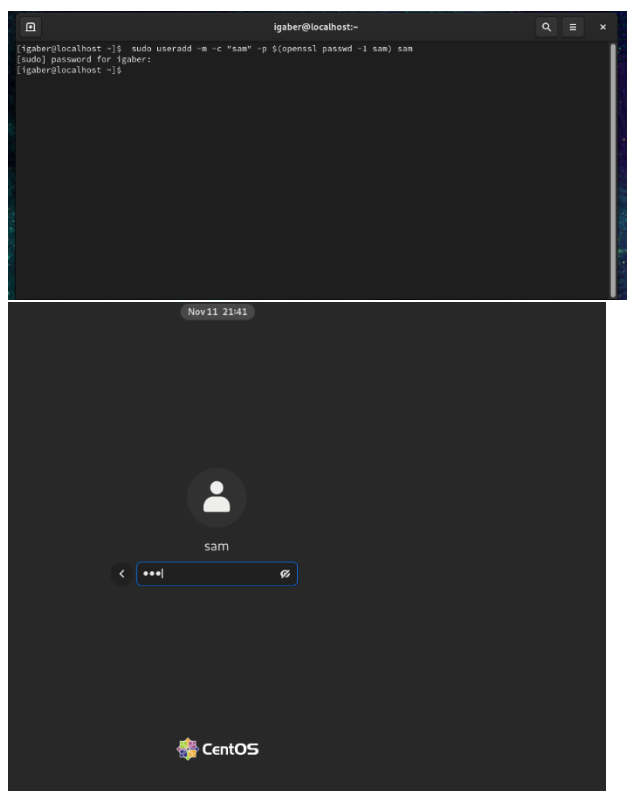 igaber@localhost:~
[igaber@localhost ~]$  sudo useradd -m -c "sam" -p $(openssl passwd -1 sam) sam
[sudo] password for igaber:
[igaber@localhost ~]$
Nov 11  21:41
sam
CentOS